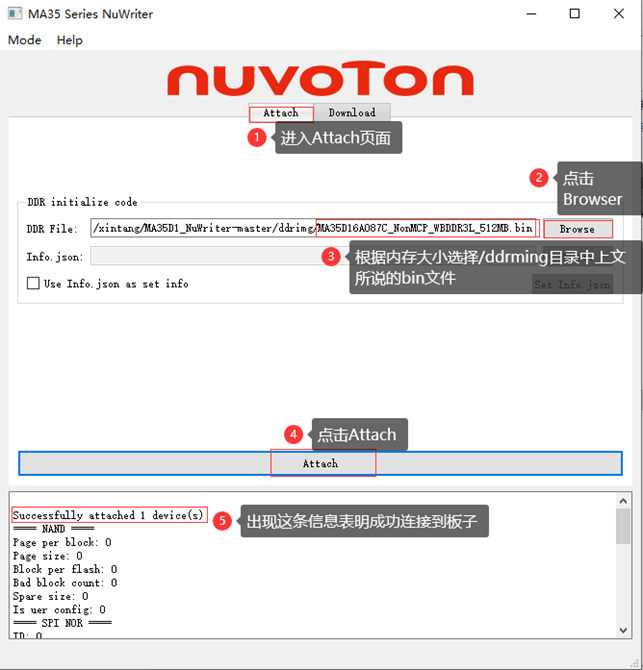 MA35 Series NuWriter
Mode Help
nuvoTon
Attach Download
1 进入Attach页面
2 点击
Browser
DDR initialize code
DDR File: /xintang/MA35D1_NuWriter-master/ddrimg/MA35D16A087C_NonMCP_WBDDR3L_512MB.bin Browse
Info.json:
3 根据内存大小选择/ddrming目录中上文
所说的bin文件
Use Info.json as set info Set Info.json
4 点击Attach
Attach
Successfully attached 1 device(s)
5 出现这条信息表明成功连接到板子
==== NAND ====
Page per block: 0
Page size: 0
Block per flash: 0
Bad block count: 0
Spare size: 0
Is uer config: 0
==== SPI NOR ====
ID: 0